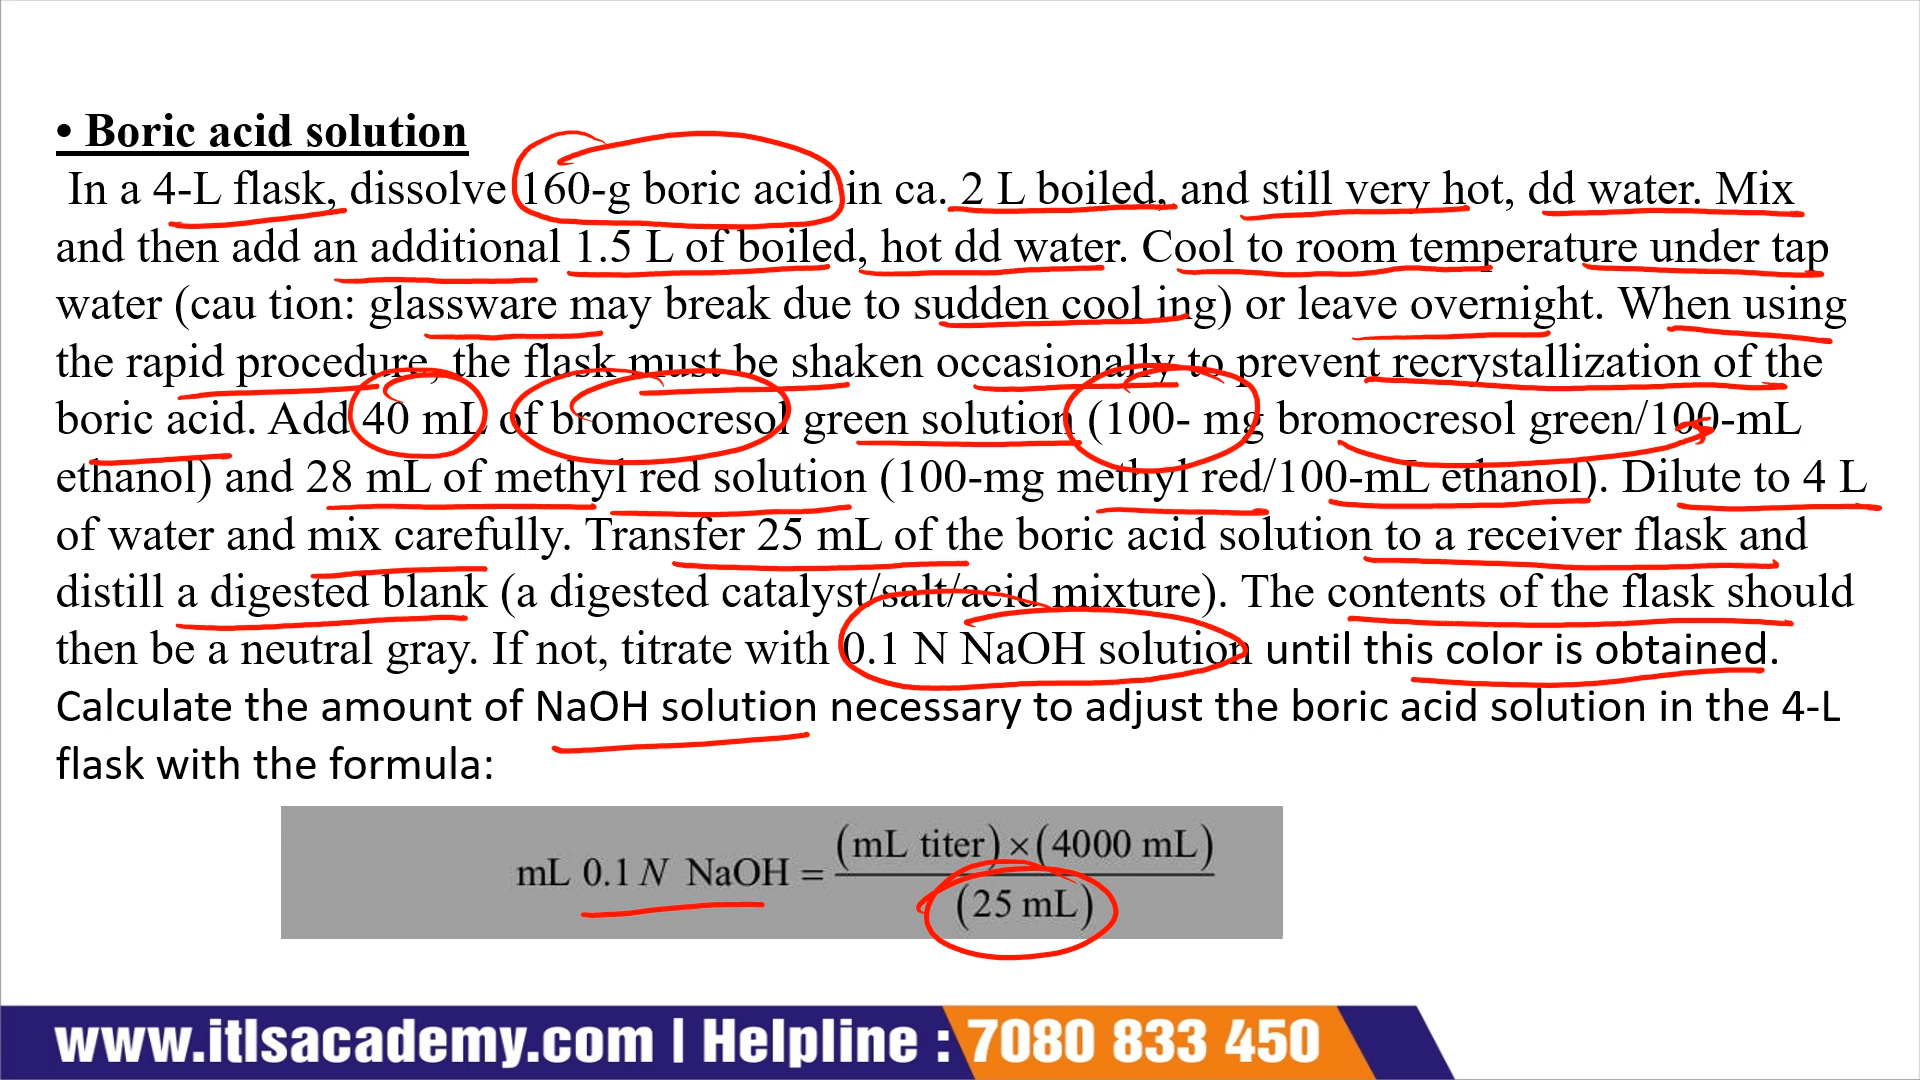 • Boric acid solution
In a 4-L flask, dissolve 160-g boric acid in ca. 2 L boiled, and still very hot, dd water. Mix
and then add an additional 1.5 L of boiled, hot dd water. Cool to room temperature under tap
water (cau tion: glassware may break due to sudden cool ing) or leave overnight. When using
the rapid procedure, the flask must be shaken occasionally to prevent recrystallization of the
boric acid. Add 40 mL of bromocresol green solution (100- mg bromocresol green/100-mL
ethanol) and 28 mL of methyl red solution (100-mg methyl red/100-mL ethanol). Dilute to 4 L
of water and mix carefully. Transfer 25 mL of the boric acid solution to a receiver flask and
distill a digested blank (a digested catalyst/salt/acid mixture). The contents of the flask should
then be a neutral gray. If not, titrate with 0.1 N NaOH solution until this color is obtained.
Calculate the amount of NaOH solution necessary to adjust the boric acid solution in the 4-L
flask with the formula:
mL 0.1 N NaOH = (mL titer)×(4000 mL)
(25 mL)
www.itlsacademy.com | Helpline : 7080 833 450